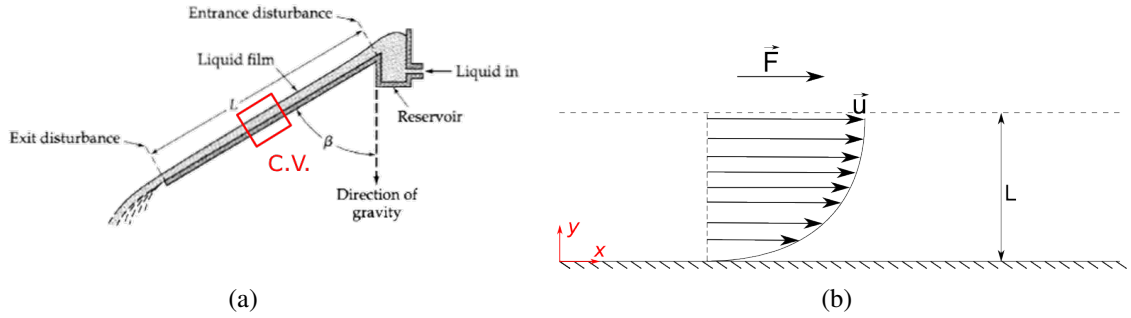 Entrance disturbance
Liquid film
L
Liquid in
Reservoir
Exit disturbance
β
C.V.
Direction of
gravity
(a)
F
u
L
y
x
(b)